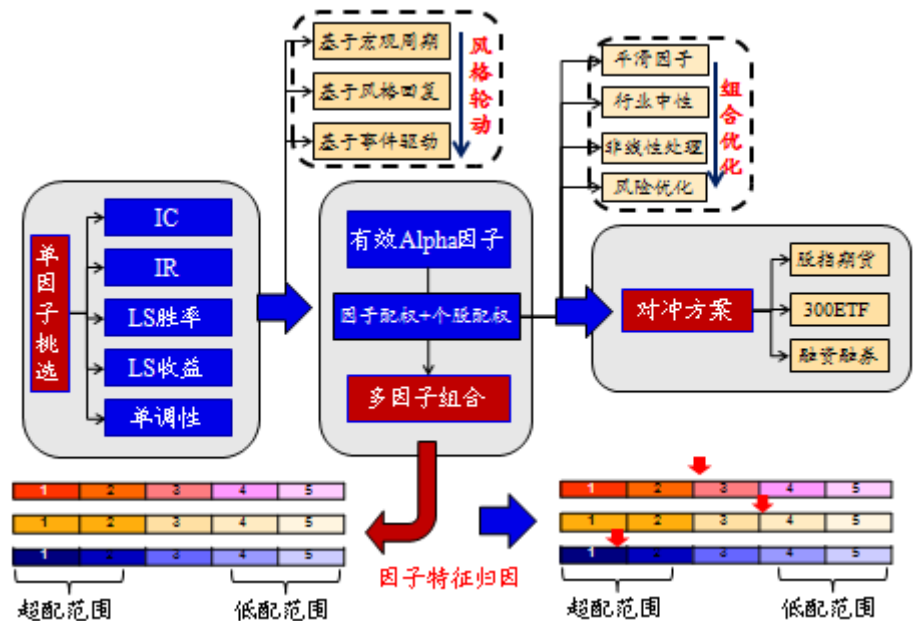 基于宏观周期
基于风格回复
基于事件驱动
风格轮动
平滑因子
行业中性
非线性处理
风险优化
组合优化
单因子挑选
IC
IR
LS胜率
LS收益
单调性
有效Alpha因子
因子配权+个股配权
多因子组合
对冲方案
股指期货
300ETF
融资融券
1 2 3 4 5
1 2 3 4 5
1 2 3 4 5
超配范围 低配范围
因子特征归因
1 2 3 4 5
1 2 3 4 5
1 2 3 4 5
超配范围 低配范围